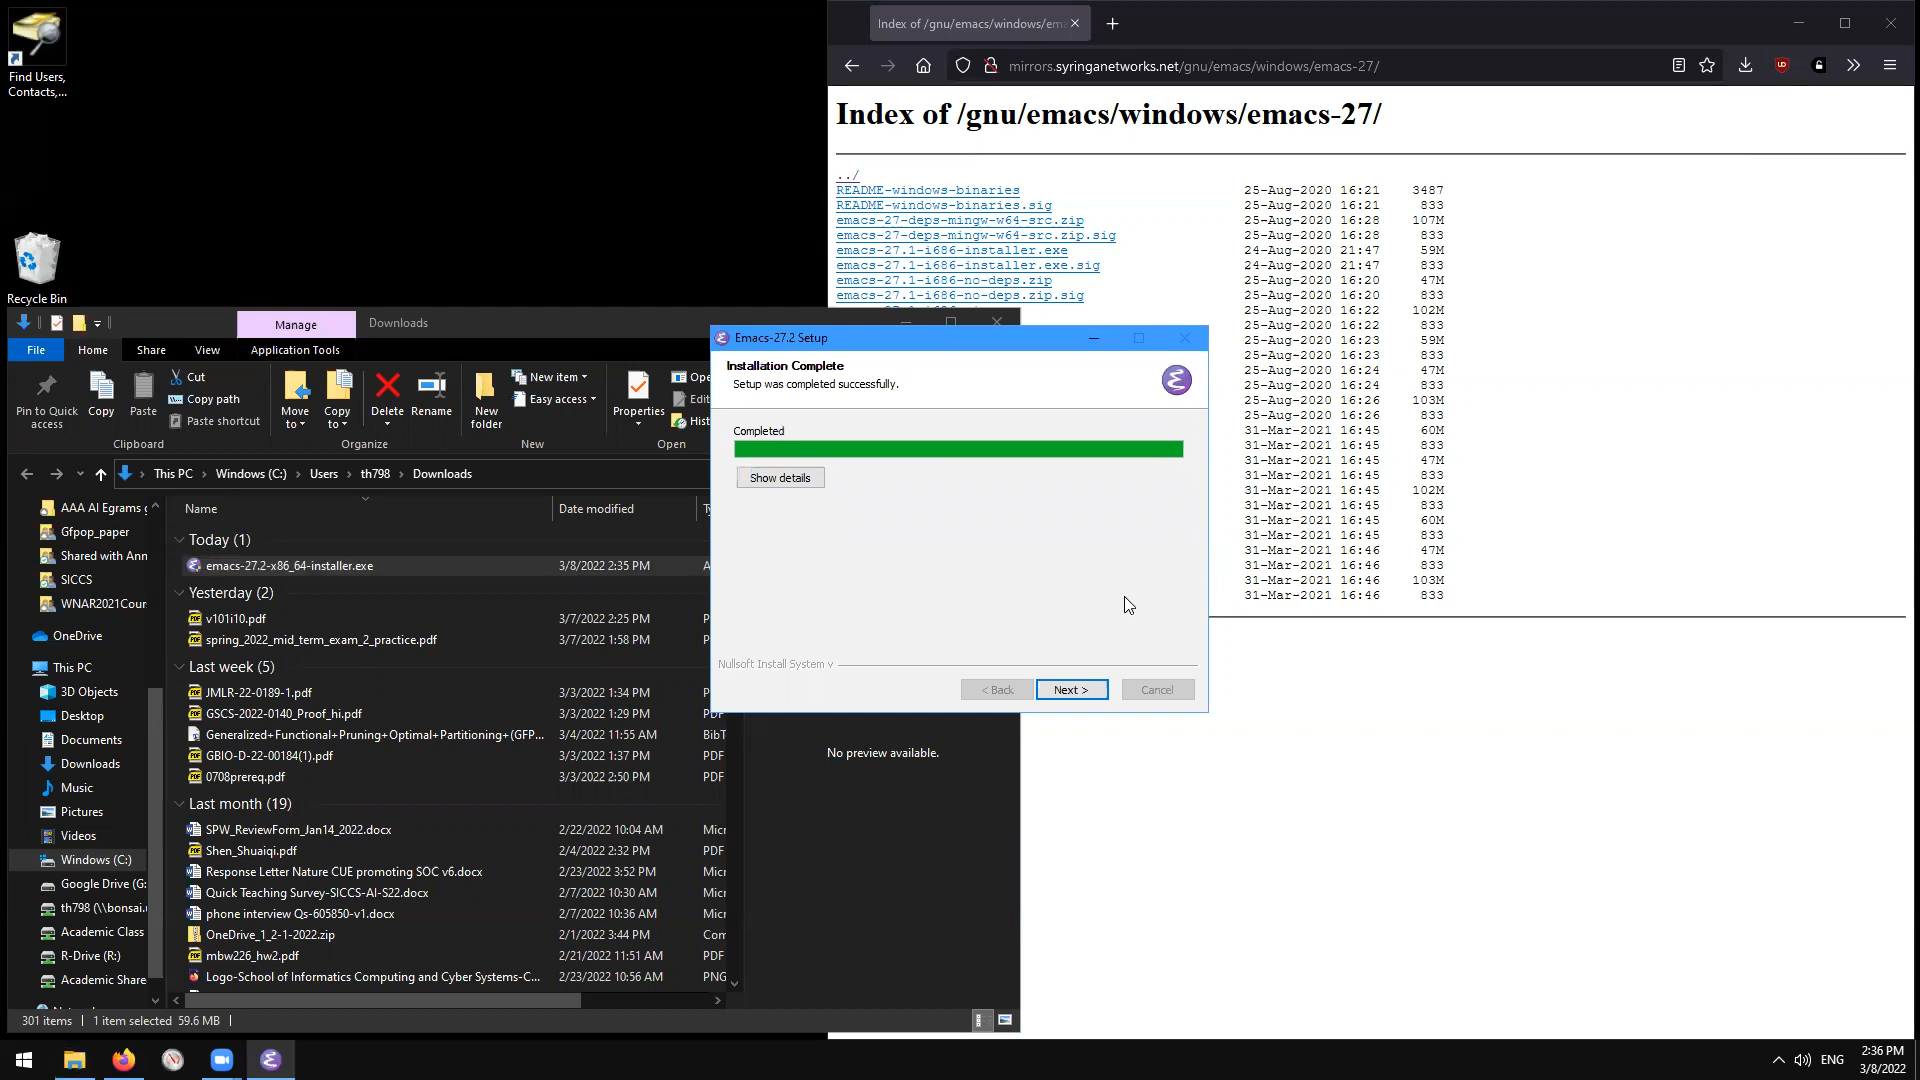 Find Users,
Contacts,...
Recycle Bin
Index of /gnu/emacs/windows/em
mirrors.syringanetworks.net/gnu/emacs/windows/emacs-27/
Index of /gnu/emacs/windows/emacs-27/
../
README-windows-binaries 25-Aug-2020 16:21 3487
README-windows-binaries.sig 25-Aug-2020 16:21 833
emacs-27-deps-mingw-w64-src.zip 25-Aug-2020 16:28 107M
emacs-27-deps-mingw-w64-src.zip.sig 25-Aug-2020 16:28 833
emacs-27.1-i686-installer.exe 24-Aug-2020 21:47 59M
emacs-27.1-i686-installer.exe.sig 24-Aug-2020 21:47 833
emacs-27.1-i686-no-deps.zip 25-Aug-2020 16:20 47M
emacs-27.1-i686-no-deps.zip.sig 25-Aug-2020 16:20 833
25-Aug-2020 16:22 102M
25-Aug-2020 16:22 833
25-Aug-2020 16:23 59M
25-Aug-2020 16:23 833
25-Aug-2020 16:24 47M
25-Aug-2020 16:24 833
25-Aug-2020 16:26 103M
25-Aug-2020 16:26 833
31-Mar-2021 16:45 60M
31-Mar-2021 16:45 833
31-Mar-2021 16:45 47M
31-Mar-2021 16:45 833
31-Mar-2021 16:45 102M
31-Mar-2021 16:45 833
31-Mar-2021 16:45 60M
31-Mar-2021 16:45 833
31-Mar-2021 16:46 47M
31-Mar-2021 16:46 833
31-Mar-2021 16:46 103M
31-Mar-2021 16:46 833
Manage Downloads
File Home Share View Application Tools
Pin to Quick
access
Copy
Paste
Cut
Copy path
Paste shortcut
Clipboard
Move
to
Copy
to
Delete
Rename
Organize
New
folder
New item
Easy access
New
Properties
Ope
Edit
Hist
Open
This PC Windows (C:) Users th798 Downloads
AAA AI Egrams
Gfpop_paper
Shared with Ann
SICCS
WNAR2021Cour
OneDrive
This PC
3D Objects
Desktop
Documents
Downloads
Music
Pictures
Videos
Windows (C:)
Google Drive (G:
th798 (\\bonsai.
Academic Class
R-Drive (R:)
Academic Share
Name Date modified
Today (1)
emacs-27.2-x86_64-installer.exe 3/8/2022 2:35 PM A
Yesterday (2)
v101i10.pdf 3/7/2022 2:25 PM
spring_2022_mid_term_exam_2_practice.pdf 3/7/2022 1:58 PM
Last week (5)
JMLR-22-0189-1.pdf 3/3/2022 1:34 PM
GSCS-2022-0140_Proof_hi.pdf 3/3/2022 1:29 PM PDF
Generalized+Functional+Pruning+Optimal+Partitioning+(GFP... 3/4/2022 11:55 AM BibT
GBIO-D-22-00184(1).pdf 3/3/2022 1:37 PM PDF
0708prereq.pdf 3/3/2022 2:50 PM PDF
Last month (19)
SPW_ReviewForm_Jan14_2022.docx 2/22/2022 10:04 AM Micr
Shen_Shuaiqi.pdf 2/4/2022 2:32 PM PDF
Response Letter Nature CUE promoting SOC v6.docx 2/23/2022 3:52 PM Micr
Quick Teaching Survey-SICCS-AI-S22.docx 2/7/2022 10:30 AM Micr
phone interview Qs-605850-v1.docx 2/7/2022 10:36 AM Micr
OneDrive_1_2-1-2022.zip 2/1/2022 3:44 PM Com
mbw226_hw2.pdf 2/21/2022 11:51 AM PDF
Logo-School of Informatics Computing and Cyber Systems-C... 2/23/2022 10:56 AM PNG
No preview available.
301 items 1 item selected 59.6 MB
Emacs-27.2 Setup
Installation Complete
Setup was completed successfully.
Completed
Show details
Nullsoft Install System v
< Back Next > Cancel
ENG
2:36 PM
3/8/2022